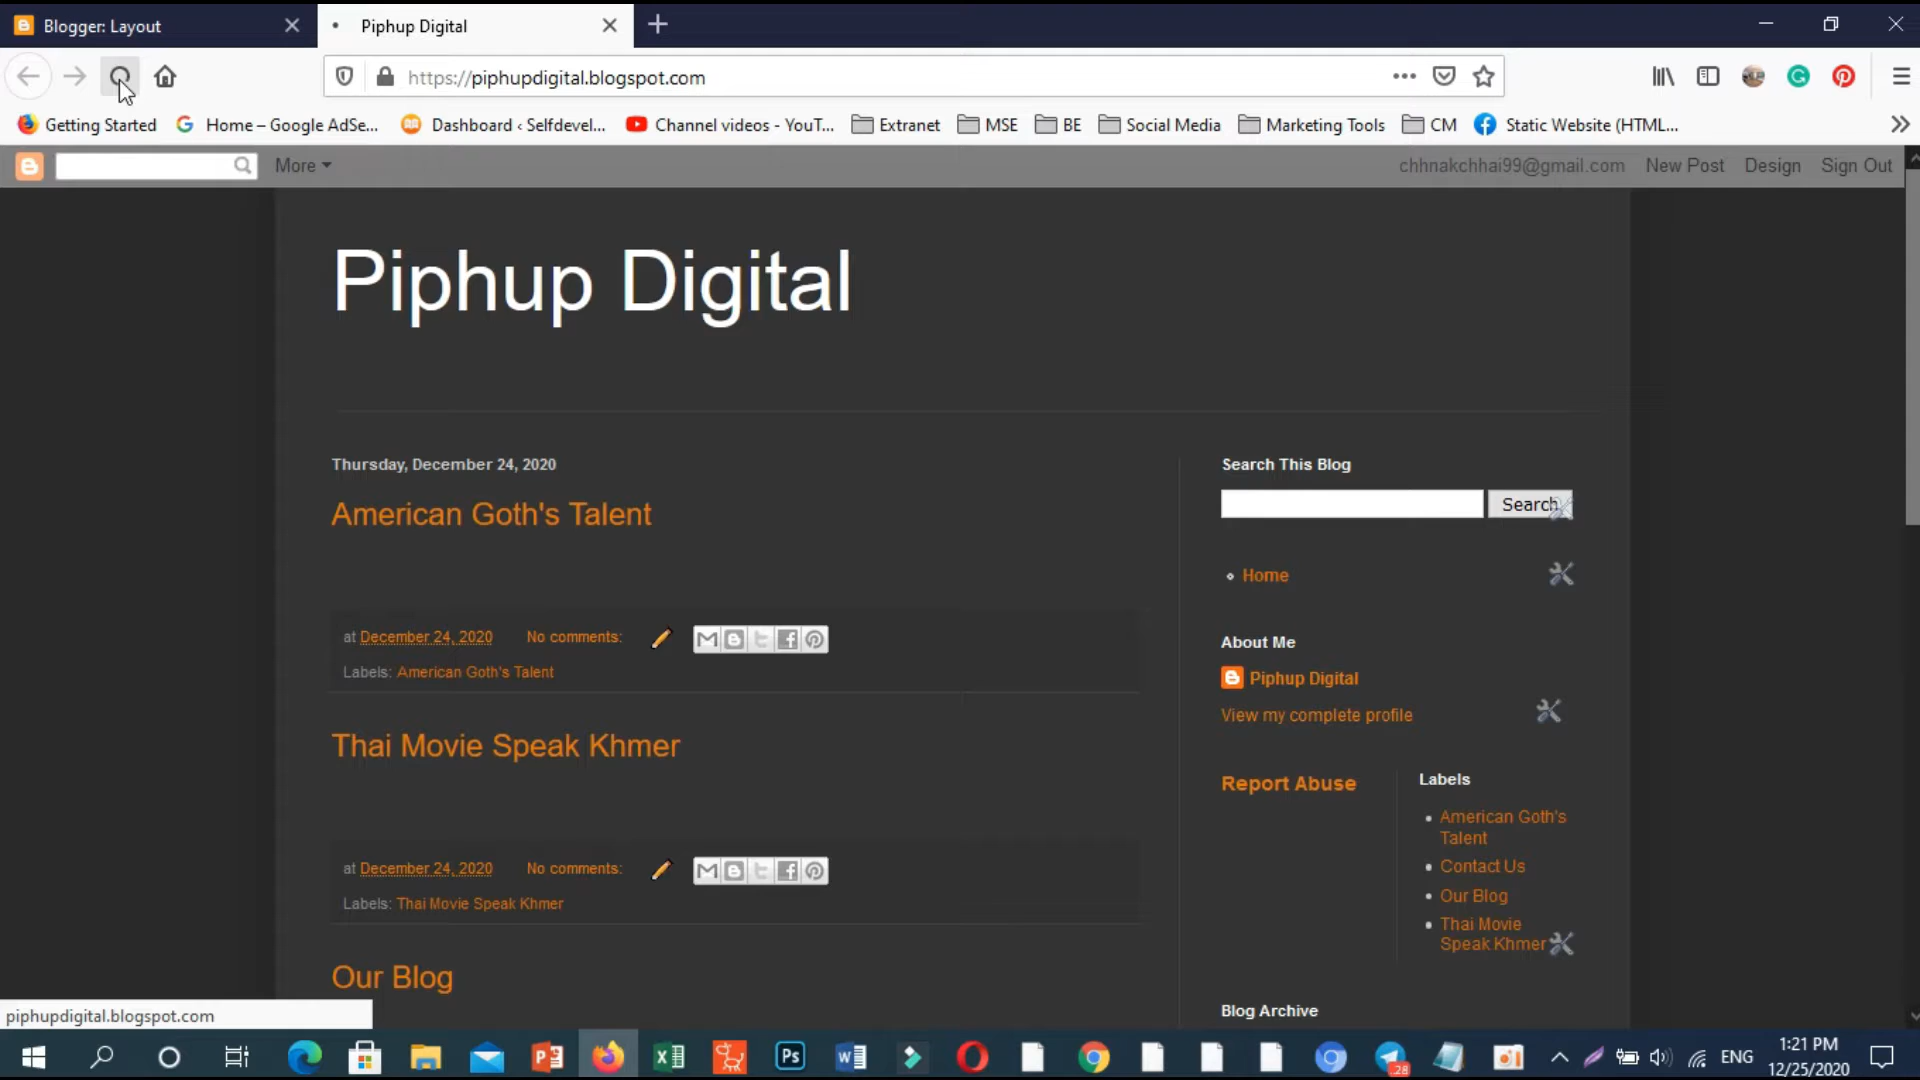 Blogger: Layout
Piphup Digital
https://piphupdigital.blogspot.com
Getting Started
Home – Google AdSe...
Dashboard ‹ Selfdevel...
Channel videos - YouT...
Extranet
MSE
BE
Social Media
Marketing Tools
CM
Static Website (HTML...
More
chhnakchhai99@gmail.com
New Post
Design
Sign Out
Piphup Digital
Thursday, December 24, 2020
American Goth's Talent
at December 24, 2020 No comments:
Labels: American Goth's Talent
Thai Movie Speak Khmer
at December 24, 2020 No comments:
Labels: Thai Movie Speak Khmer
Our Blog
Search This Blog
Search
Home
About Me
Piphup Digital
View my complete profile
Report Abuse
Labels
American Goth's
Talent
Contact Us
Our Blog
Thai Movie
Speak Khmer
Blog Archive
piphupdigital.blogspot.com
28
ENG
1:21 PM
12/25/2020